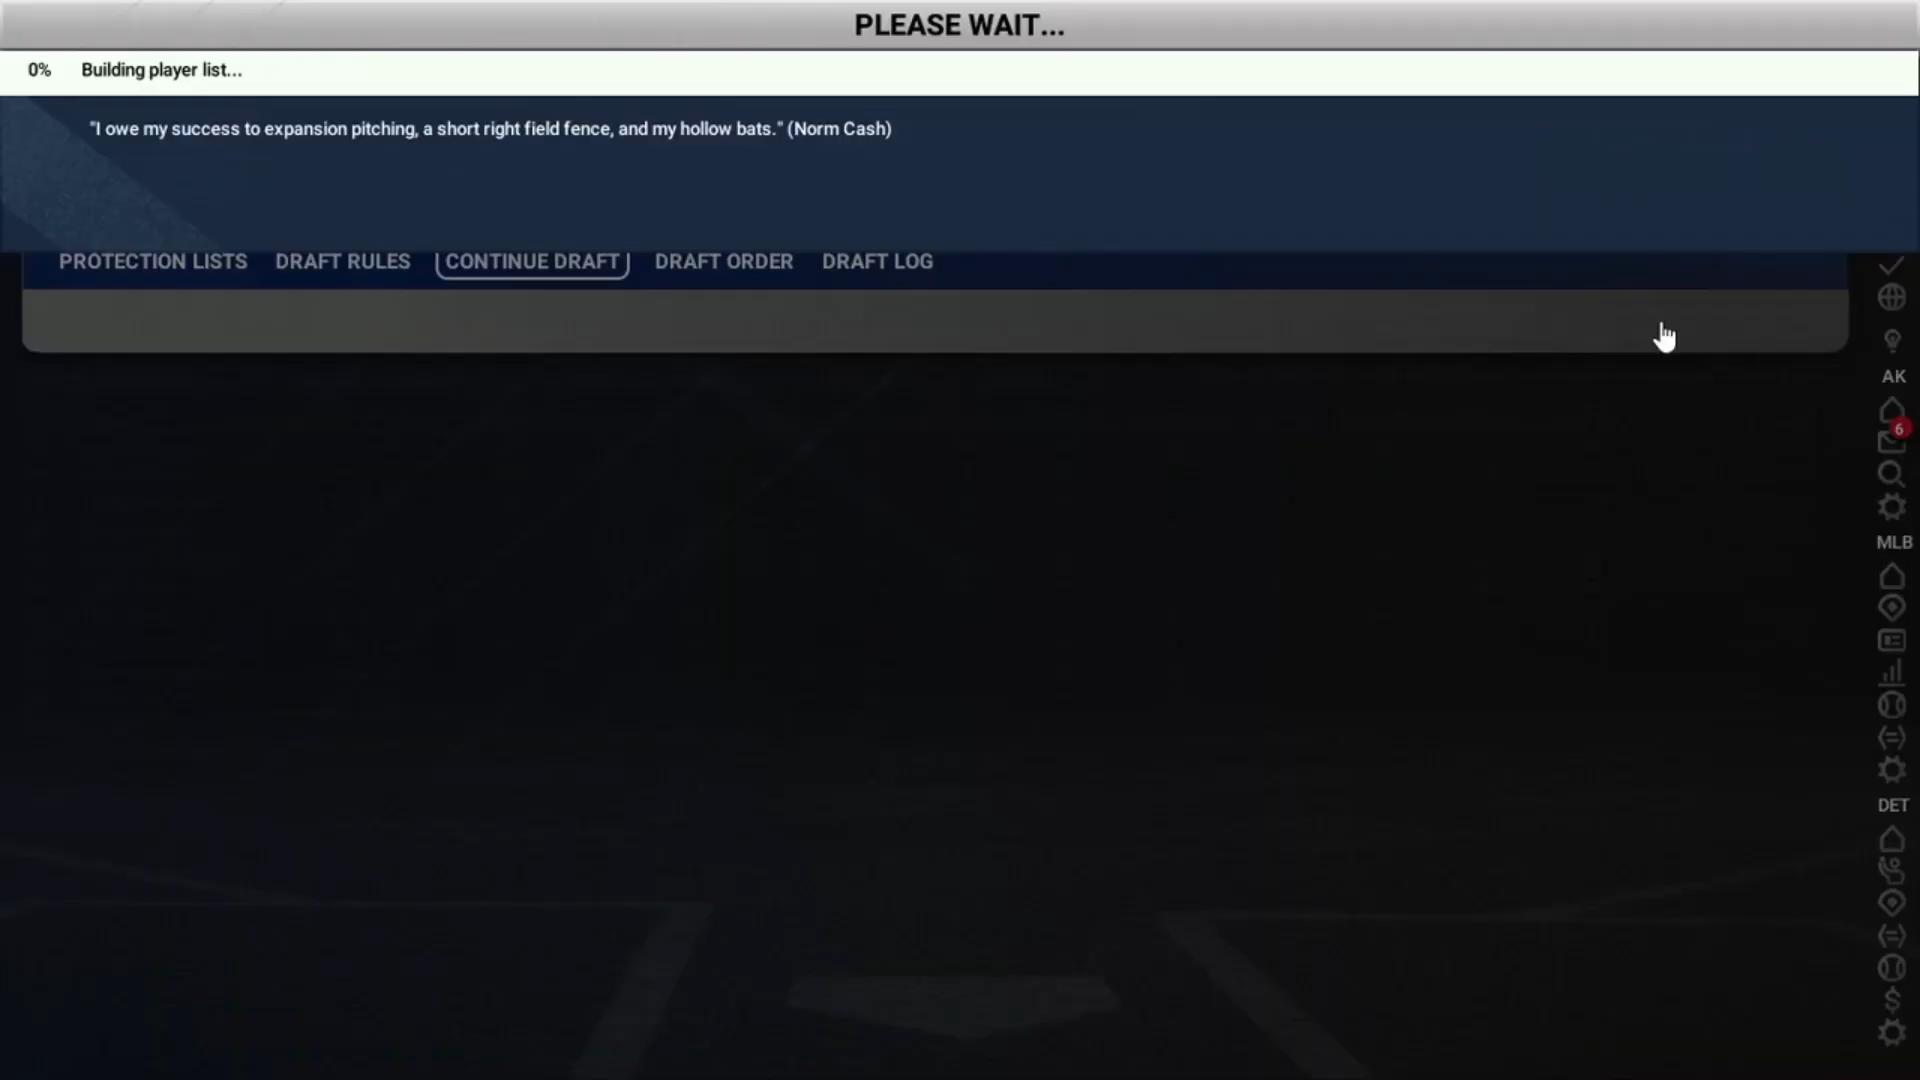 PLEASE WAIT...
0% Building player list...
"I owe my success to expansion pitching, a short right field fence, and my hollow bats." (Norm Cash)
PROTECTION LISTS DRAFT RULES CONTINUE DRAFT DRAFT ORDER DRAFT LOG
AK
6
MLB
DET